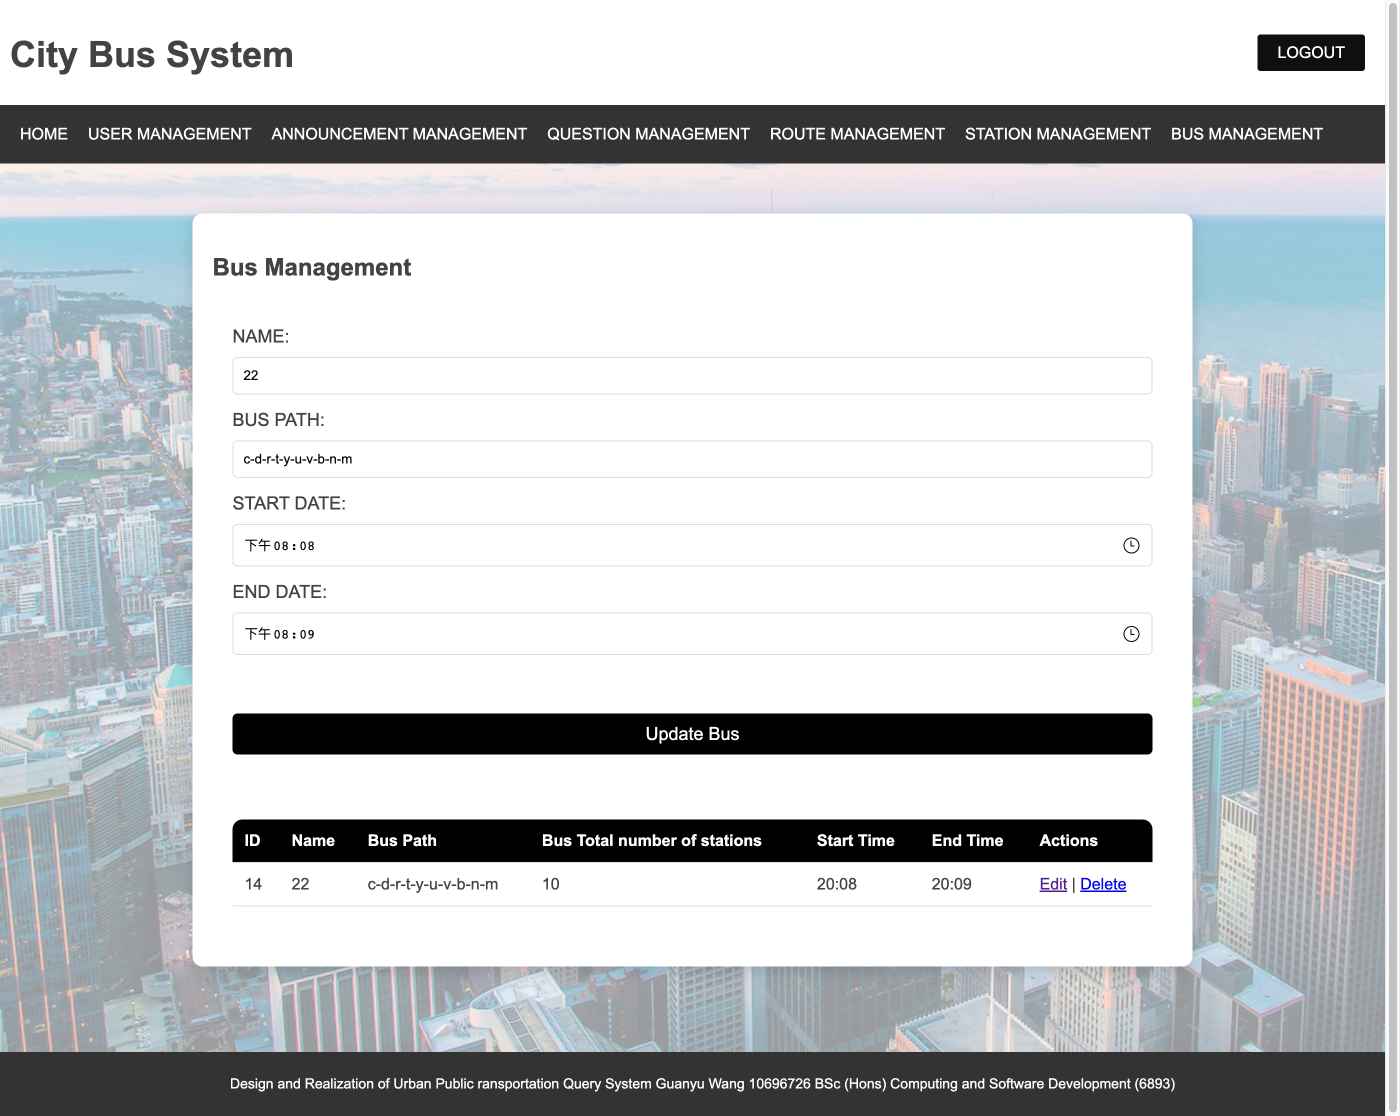 City Bus System
LOGOUT
HOME USER MANAGEMENT ANNOUNCEMENT MANAGEMENT QUESTION MANAGEMENT ROUTE MANAGEMENT STATION MANAGEMENT BUS MANAGEMENT
Bus Management
NAME:
22
BUS PATH:
c-d-r-t-y-u-v-b-n-m
START DATE:
下午 08:08
END DATE:
下午 08:09
Update Bus
ID Name Bus Path Bus Total number of stations Start Time End Time Actions
14 22 c-d-r-t-y-u-v-b-n-m 10 20:08 20:09 Edit | Delete
Design and Realization of Urban Public ransportation Query System Guanyu Wang 10696726 BSc (Hons) Computing and Software Development (6893)